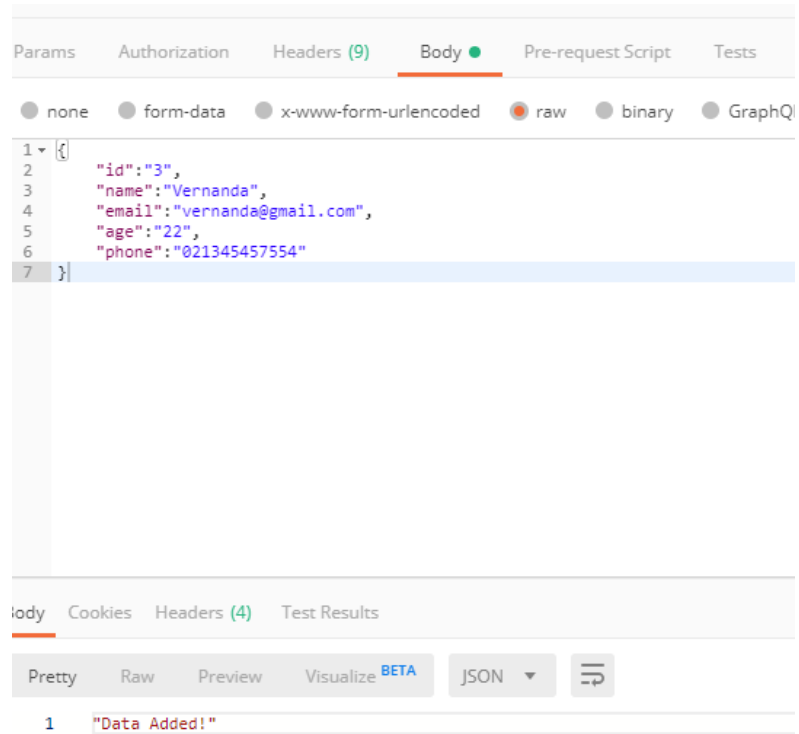 Params Authorization Headers (9) Body Pre-request Script Tests
none form-data x-www-form-urlencoded raw binary GraphQl
1 {
2 "id":"3",
3 "name":"Vernanda",
4 "email":"vernanda@gmail.com",
5 "age":"22",
6 "phone":"021345457554"
7 }
Body Cookies Headers (4) Test Results
Pretty Raw Preview Visualize BETA JSON
1 "Data Added!"